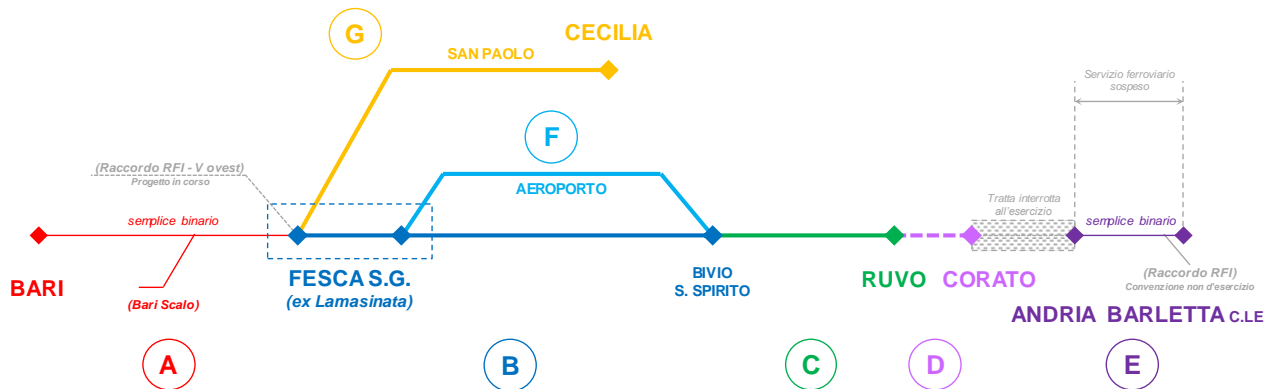 G
CECILIA
SAN PAOLO
Servizio ferroviario
sospeso
F
(Raccordo RFI - V ovest)
Progetto in corso
AEROPORTO
Tratta interrotta
all'esercizio
semplice binario
semplice binario
BARI
(Bari Scalo)
FESCA S.G.
(ex Lamasinata)
BIVIO
S. SPIRITO
RUVO
CORATO
(Raccordo RFI)
Convenzione non d'esercizio
ANDRIA
BARLETTA C.LE
A
B
C
D
E